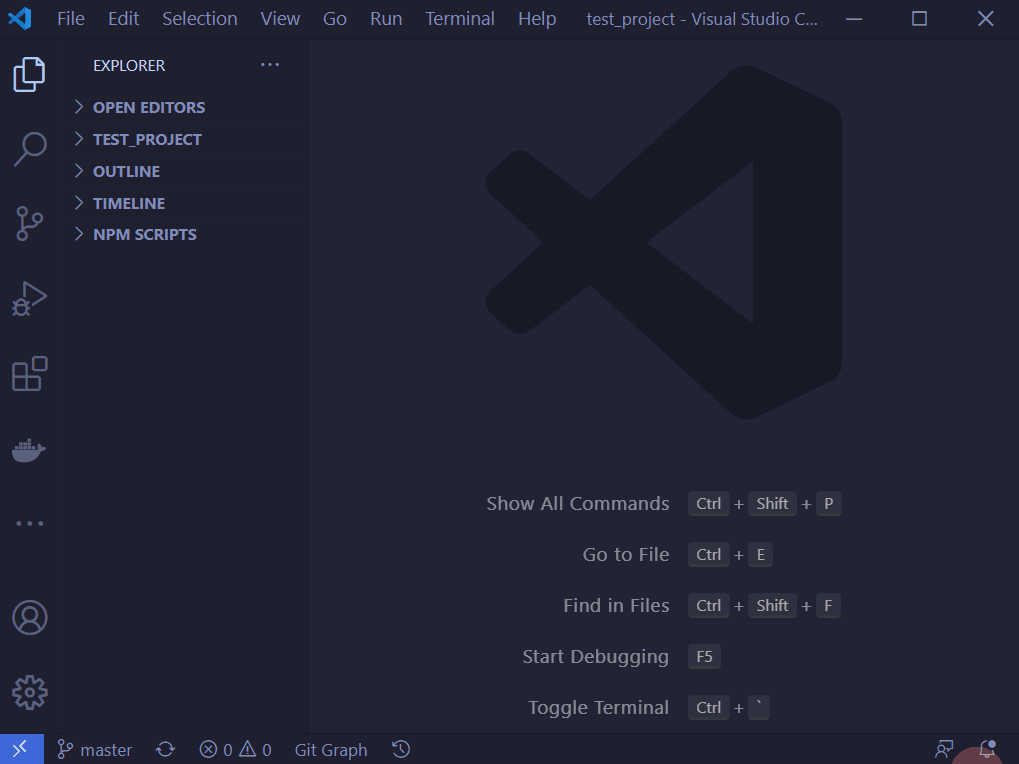 File Edit Selection View Go Run Terminal Help test_project - Visual Studio C...
EXPLORER
OPEN EDITORS
TEST_PROJECT
OUTLINE
TIMELINE
NPM SCRIPTS
Show All Commands Ctrl + Shift + P
Go to File Ctrl + E
Find in Files Ctrl + Shift + F
Start Debugging F5
Toggle Terminal Ctrl + `
master 0 0 Git Graph